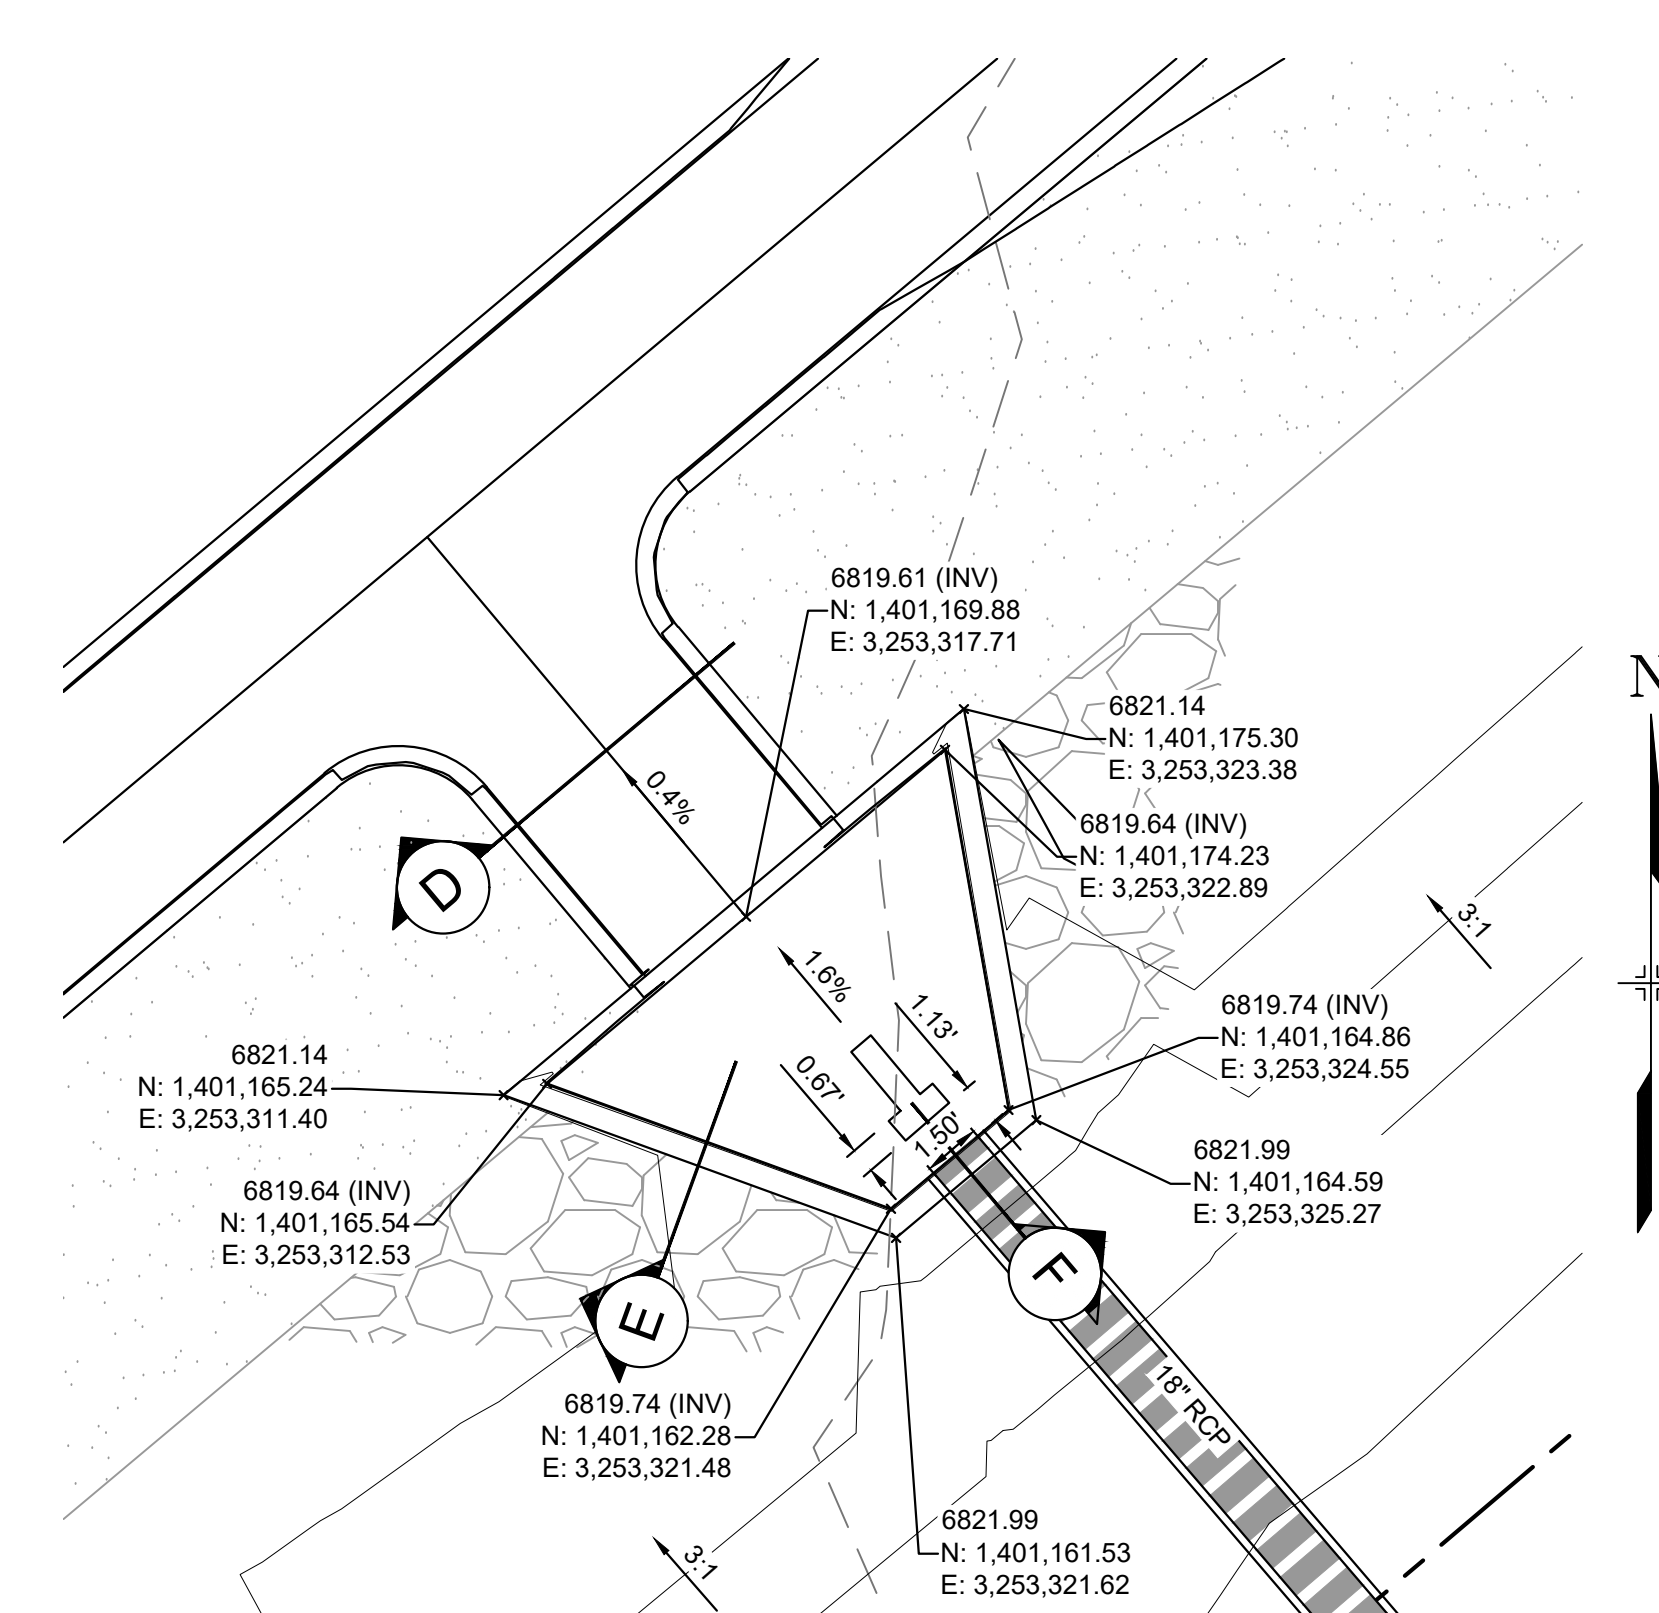 6819.61 (INV)
N: 1,401,169.88
E: 3,253,317.71
N
6821.14
N: 1,401,175.30
E: 3,253,323.38
0.4%
6819.64 (INV)
N: 1,401,174.23
E: 3,253,322.89
D
3:1
1.6%
1.13'
6819.74 (INV)
N: 1,401,164.86
E: 3,253,324.55
6821.14
N: 1,401,165.24
E: 3,253,311.40
0.67'
1.50'
6821.99
N: 1,401,164.59
E: 3,253,325.27
6819.64 (INV)
N: 1,401,165.54
E: 3,253,312.53
F
E
18" RCP
6819.74 (INV)
N: 1,401,162.28
E: 3,253,321.48
6821.99
N: 1,401,161.53
E: 3,253,321.62
3:1